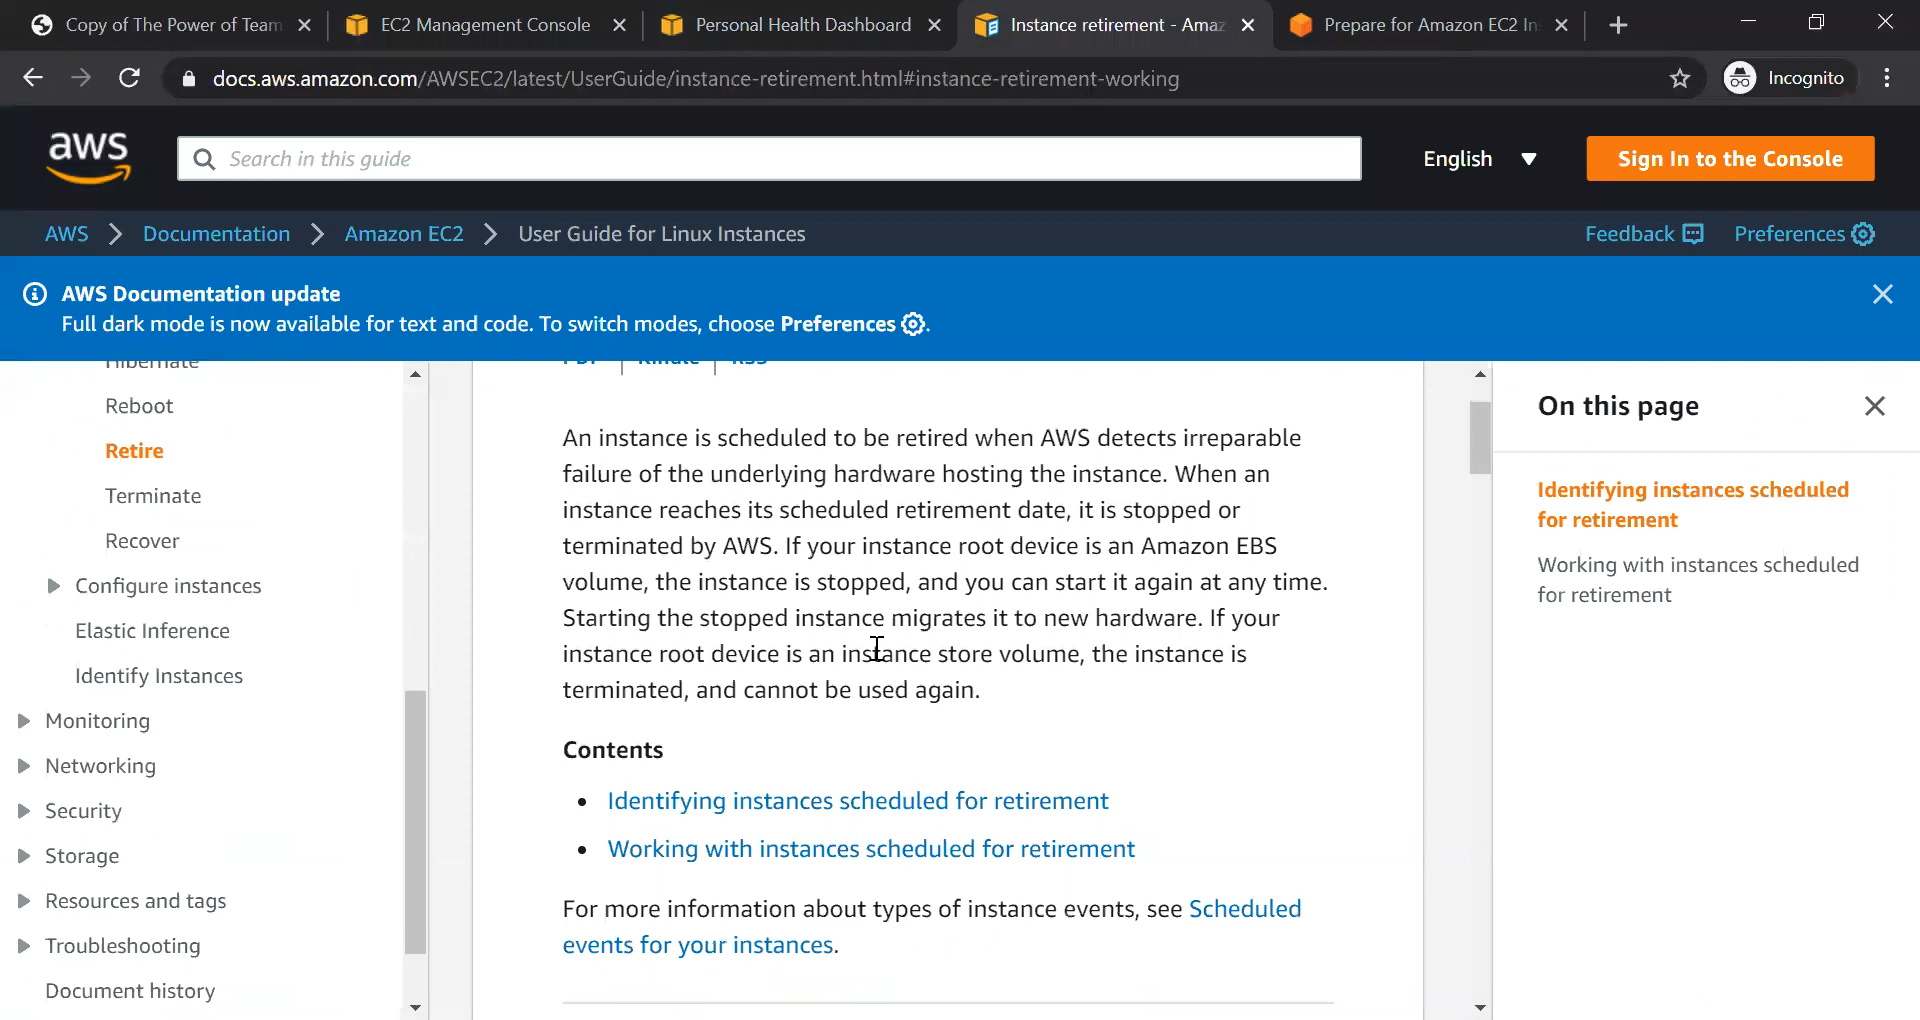 Copy of The Power of Team
EC2 Management Console
Personal Health Dashboard
Instance retirement - Amaz
Prepare for Amazon EC2 In
docs.aws.amazon.com/AWSEC2/latest/UserGuide/instance-retirement.html#instance-retirement-working
Incognito
aws
Search in this guide
English
Sign In to the Console
AWS
Documentation
Amazon EC2
User Guide for Linux Instances
Feedback
Preferences
AWS Documentation update
Full dark mode is now available for text and code. To switch modes, choose Preferences .
Hibernate
Reboot
Retire
Terminate
Recover
Configure instances
Elastic Inference
Identify Instances
Monitoring
Networking
Security
Storage
Resources and tags
Troubleshooting
Document history
PDF | Kindle | RSS
An instance is scheduled to be retired when AWS detects irreparable
failure of the underlying hardware hosting the instance. When an
instance reaches its scheduled retirement date, it is stopped or
terminated by AWS. If your instance root device is an Amazon EBS
volume, the instance is stopped, and you can start it again at any time.
Starting the stopped instance migrates it to new hardware. If your
instance root device is an instance store volume, the instance is
terminated, and cannot be used again.
Contents
• Identifying instances scheduled for retirement
• Working with instances scheduled for retirement
For more information about types of instance events, see Scheduled
events for your instances.
On this page
Identifying instances scheduled
for retirement
Working with instances scheduled
for retirement